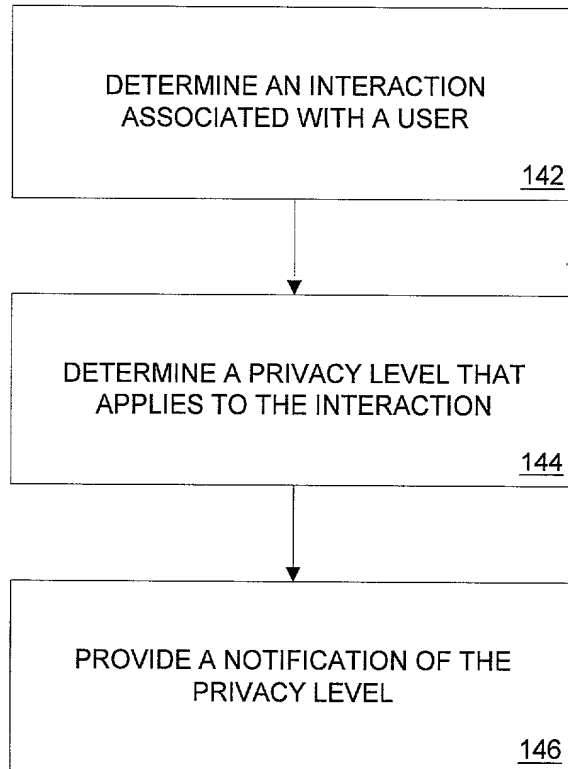 DETERMINE AN INTERACTION
ASSOCIATED WITH A USER
142
DETERMINE A PRIVACY LEVEL THAT
APPLIES TO THE INTERACTION
144
PROVIDE A NOTIFICATION OF THE
PRIVACY LEVEL
146